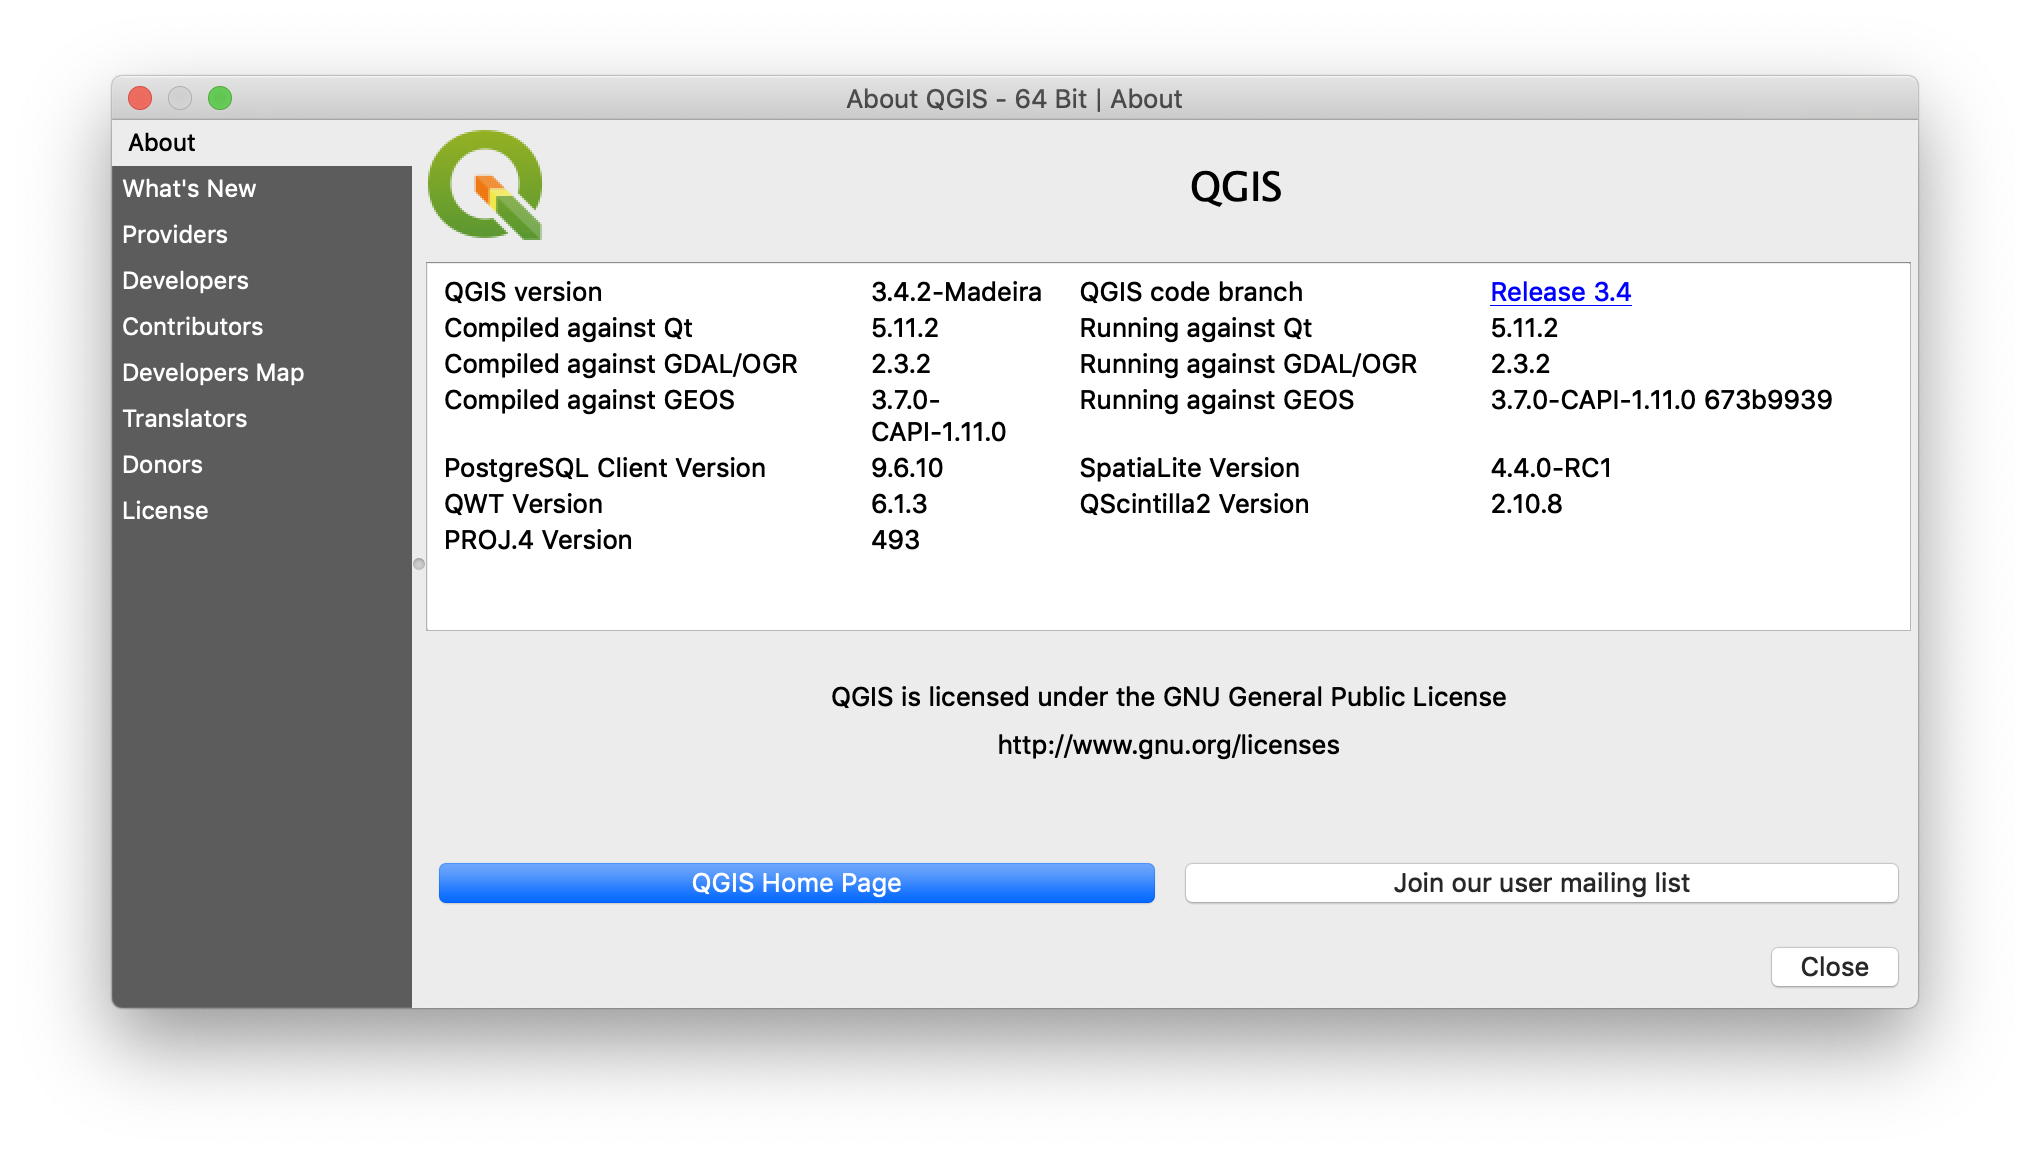 About QGIS - 64 Bit | About
About
What's New
Providers
Developers
Contributors
Developers Map
Translators
Donors
License
QGIS
QGIS version 3.4.2-Madeira QGIS code branch Release 3.4
Compiled against Qt 5.11.2 Running against Qt 5.11.2
Compiled against GDAL/OGR 2.3.2 Running against GDAL/OGR 2.3.2
Compiled against GEOS 3.7.0- Running against GEOS 3.7.0-CAPI-1.11.0 673b9939
CAPI-1.11.0
PostgreSQL Client Version 9.6.10 SpatiaLite Version 4.4.0-RC1
QWT Version 6.1.3 QScintilla2 Version 2.10.8
PROJ.4 Version 493
QGIS is licensed under the GNU General Public License
http://www.gnu.org/licenses
QGIS Home Page Join our user mailing list
Close